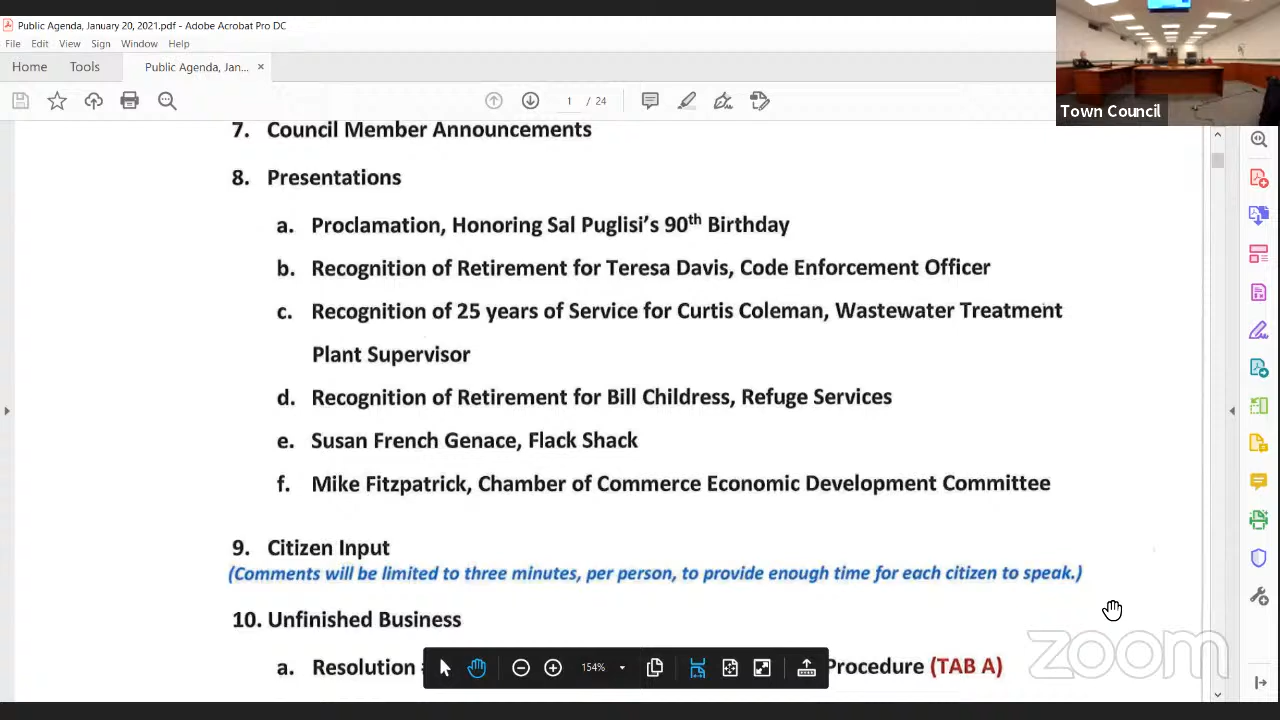 Public Agenda, January 20, 2021.pdf - Adobe Acrobat Pro DC
File Edit View Sign Window Help
Home Tools Public Agenda, Jan... ×
1 / 24
Town Council
7. Council Member Announcements
8. Presentations
a. Proclamation, Honoring Sal Puglisi's 90th Birthday
b. Recognition of Retirement for Teresa Davis, Code Enforcement Officer
c. Recognition of 25 years of Service for Curtis Coleman, Wastewater Treatment
Plant Supervisor
d. Recognition of Retirement for Bill Childress, Refuge Services
e. Susan French Genace, Flack Shack
f. Mike Fitzpatrick, Chamber of Commerce Economic Development Committee
9. Citizen Input
(Comments will be limited to three minutes, per person, to provide enough time for each citizen to speak.)
10. Unfinished Business
a. Resolution Procedure (TAB A)
154%
zoom